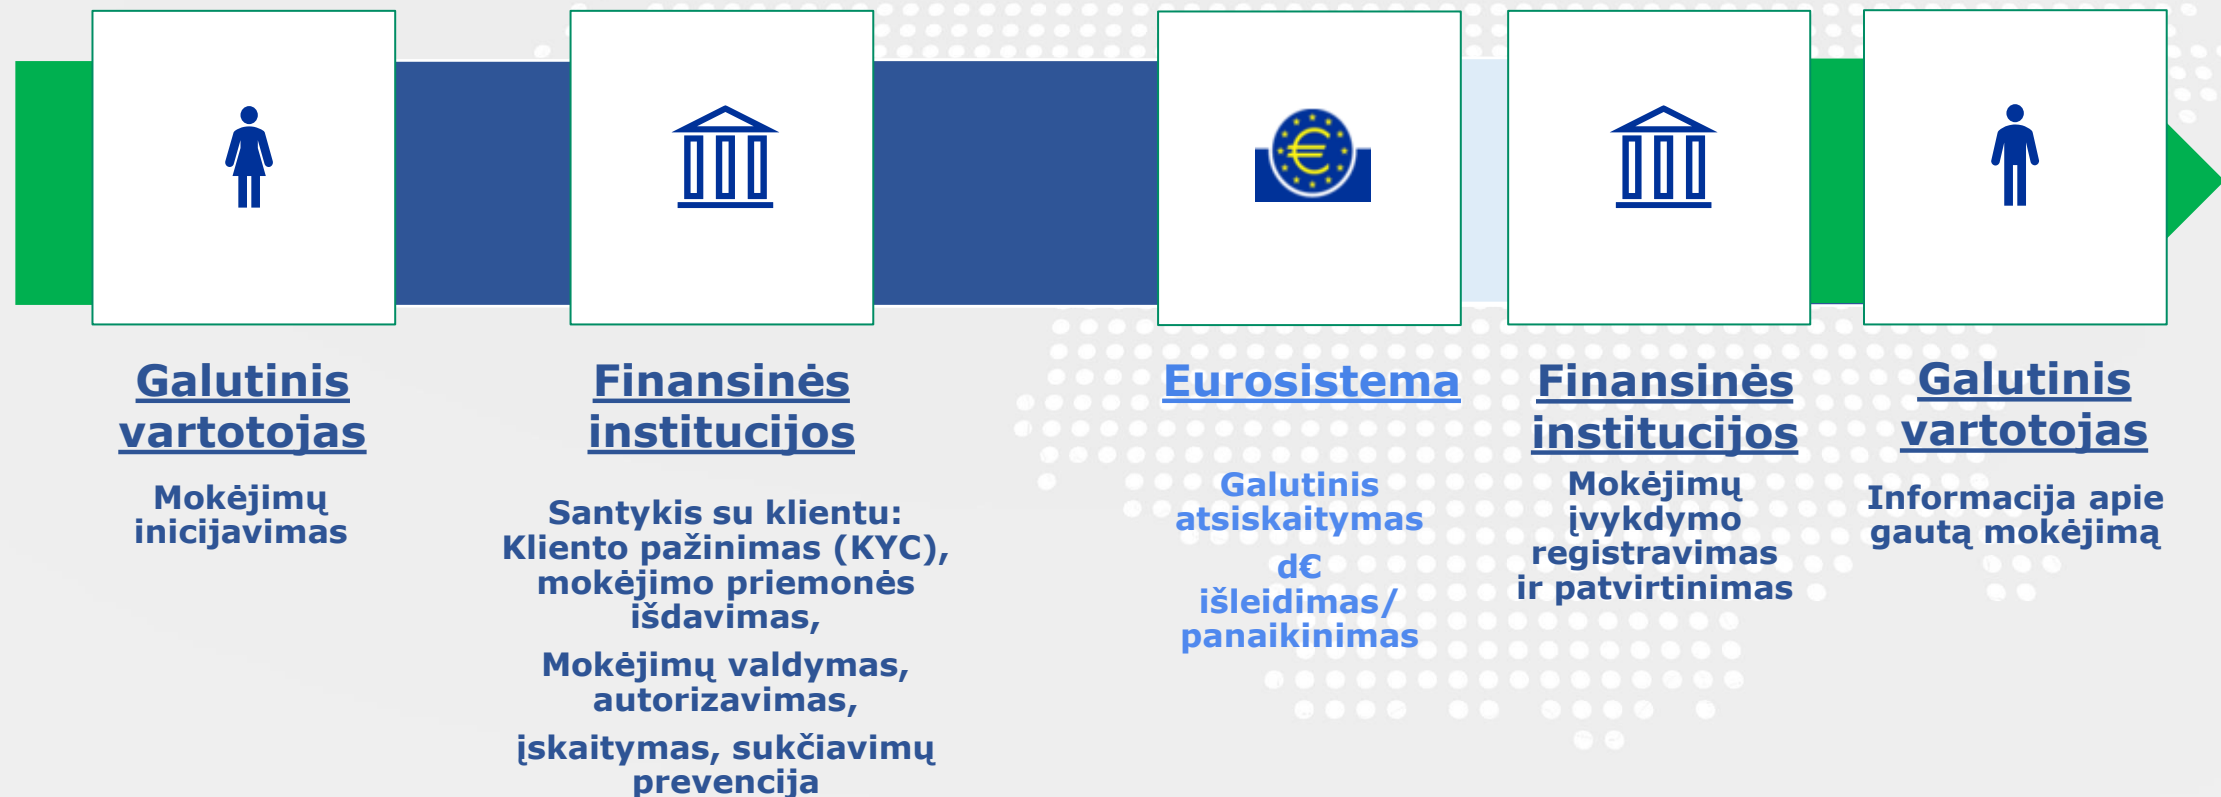 Galutinis
vartotojas
Mokėjimų
inicijavimas
Finansinės
institucijos
Santykis su klientu:
Kliento pažinimas (KYC),
mokėjimo priemonės
išdavimas,
Mokėjimų valdymas,
autorizavimas,
įskaitymas, sukčiavimų
prevencija
Eurosistema
Galutinis
atsiskaitymas
d€
išleidimas/
panaikinimas
Finansinės
institucijos
Mokėjimų
įvykdymo
registravimas
ir patvirtinimas
Galutinis
vartotojas
Informacija apie
gautą mokėjimą